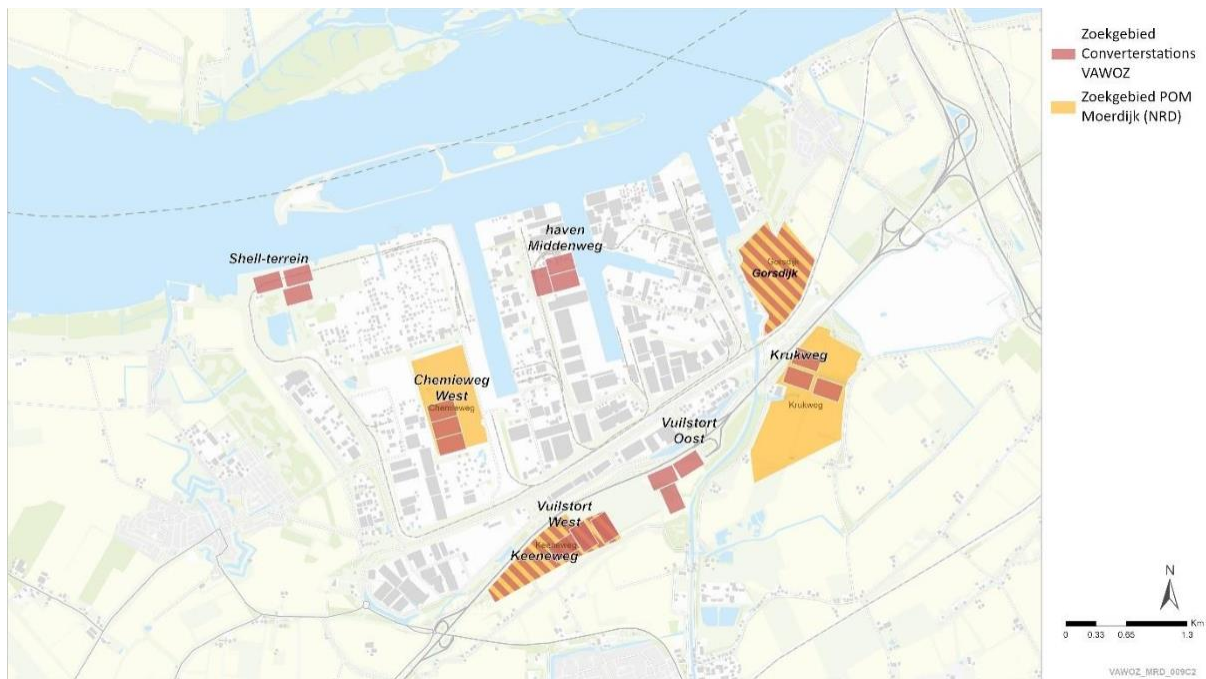 Zoekgebied
Converterstations
VAWOZ
Zoekgebied POM
Moerdijk (NRD)
haven
Middenweg
Shell-terrein
Gorsdijk
Gorsdijk
Krukweg
Krukweg
Chemieweg
West
Chemieweg
Vuilstort
Oost
Vuilstort
West
Keeneweg
Keeneweg
N
Km
0 0.33 0.65 1.3
VAWOZ_MRD_009C2